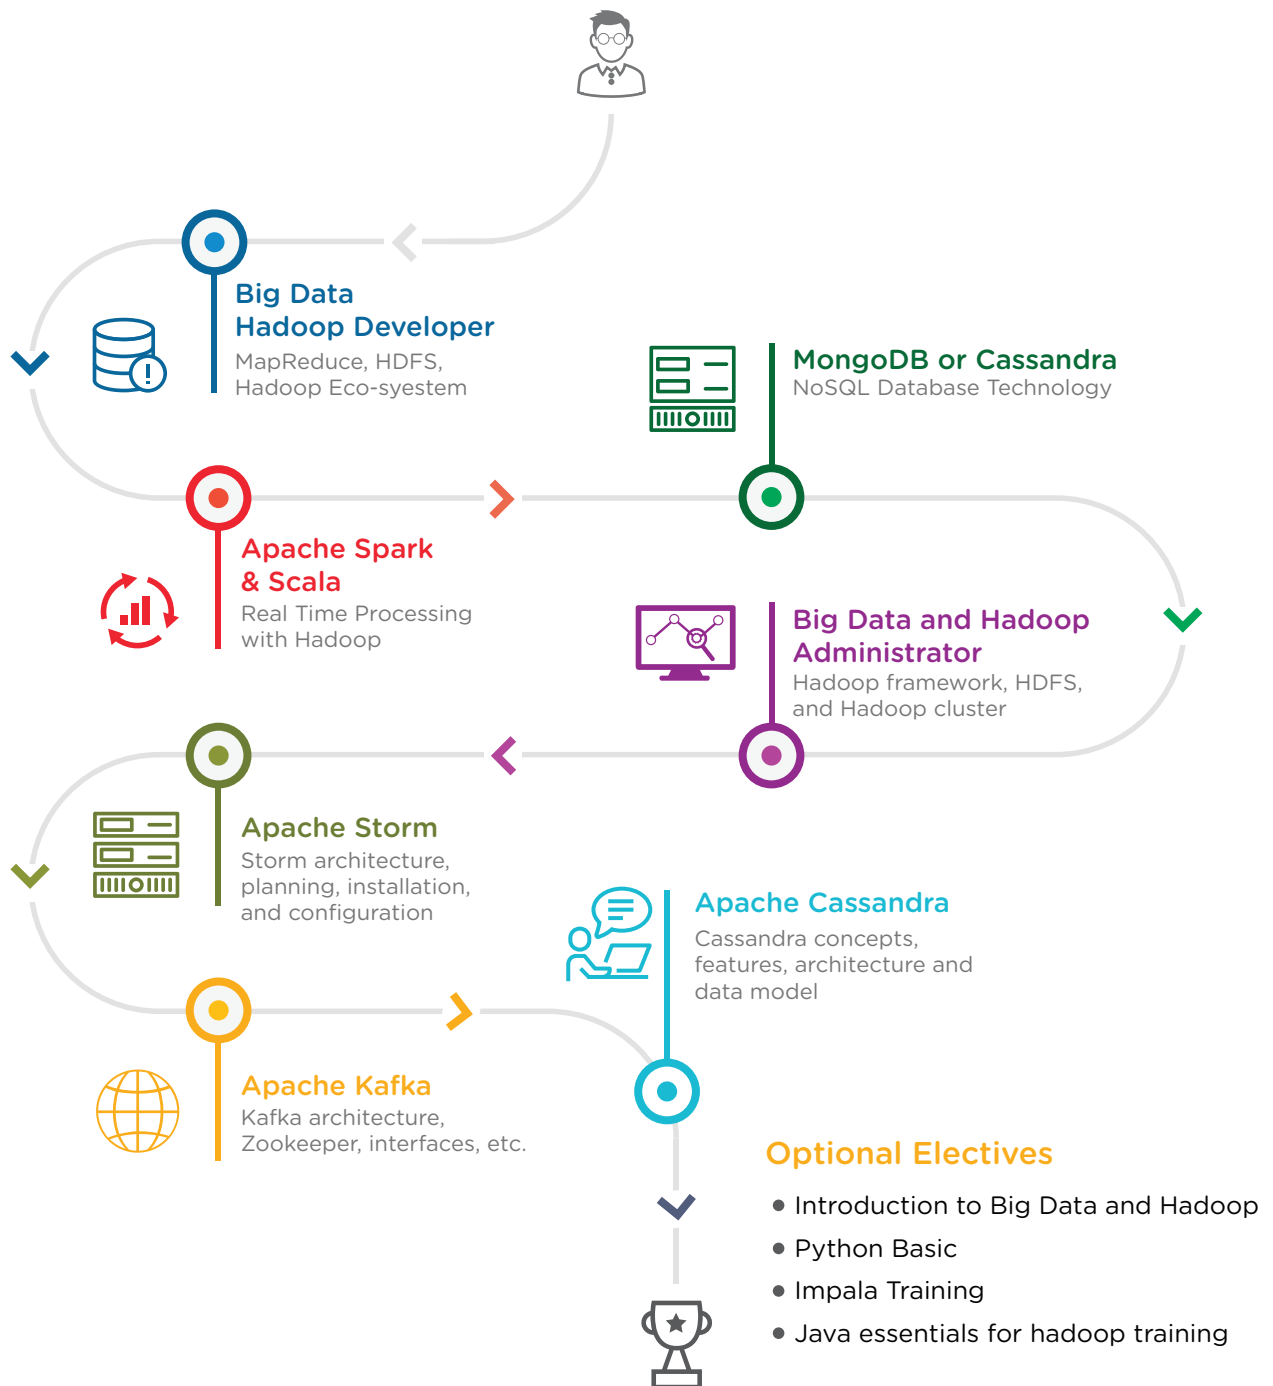 Big Data
Hadoop Developer
MapReduce, HDFS,
Hadoop Eco-syestem
MongoDB or Cassandra
NoSQL Database Technology
Apache Spark
& Scala
Real Time Processing
with Hadoop
Big Data and Hadoop
Administrator
Hadoop framework, HDFS,
and Hadoop cluster
Apache Storm
Storm architecture,
planning, installation,
and configuration
Apache Kafka
Kafka architecture,
Zookeeper, interfaces, etc.
Apache Cassandra
Cassandra concepts,
features, architecture and
data model
Optional Electives
Introduction to Big Data and Hadoop
Python Basic
Impala Training
Java essentials for hadoop training